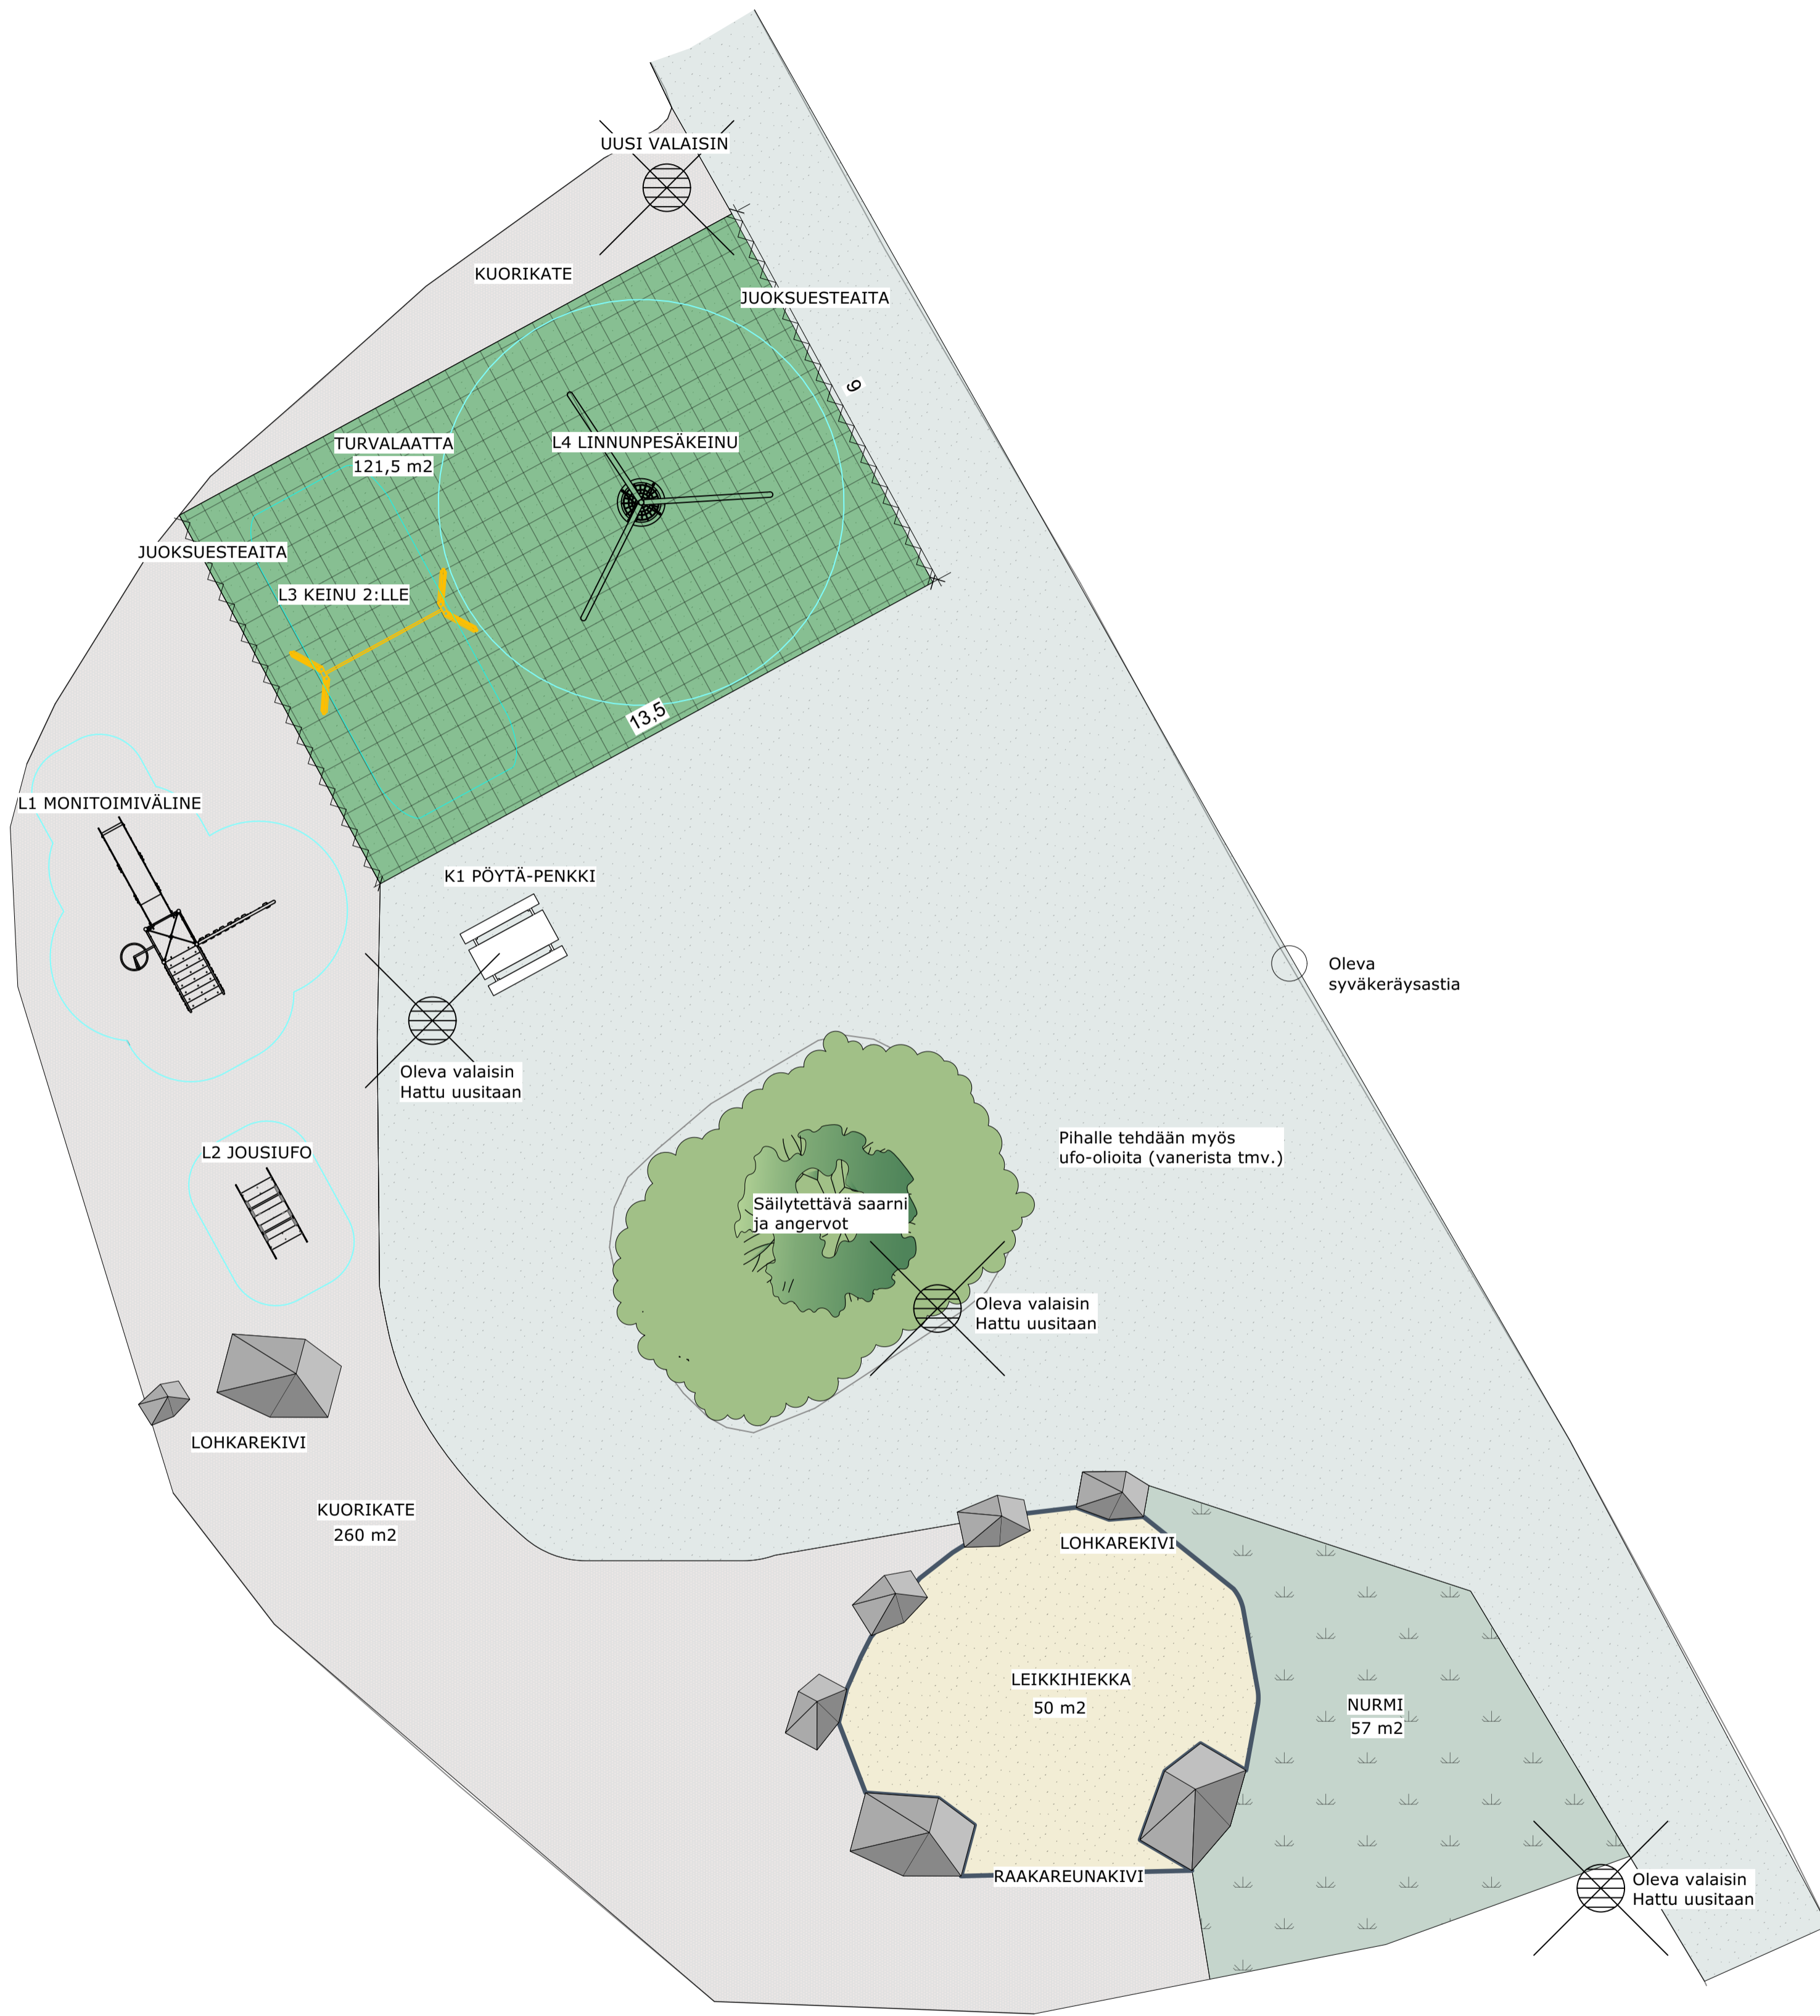 UUSI VALAISIN
KUORIKATE
JUOKSUESTEAITA
9
TURVALAATTA
121,5 m2
L4 LINNUNPESÄKEINU
JUOKSUESTEAITA
L3 KEINU 2:LLE
13,5
L1 MONITOIMIVÄLINE
K1 PÖYTÄ-PENKKI
Oleva
syväkeräysastia
Oleva valaisin
Hattu uusitaan
L2 JOUSIUFO
Pihalle tehdään myös
ufo-olioita (vanerista tmv.)
Säilytettävä saarni
ja angervot
Oleva valaisin
Hattu uusitaan
LOHKAREKIVI
KUORIKATE
260 m2
LOHKAREKIVI
LEIKKIHIEKKA
50 m2
NURMI
57 m2
RAAKAREUNAKIVI
Oleva valaisin
Hattu uusitaan